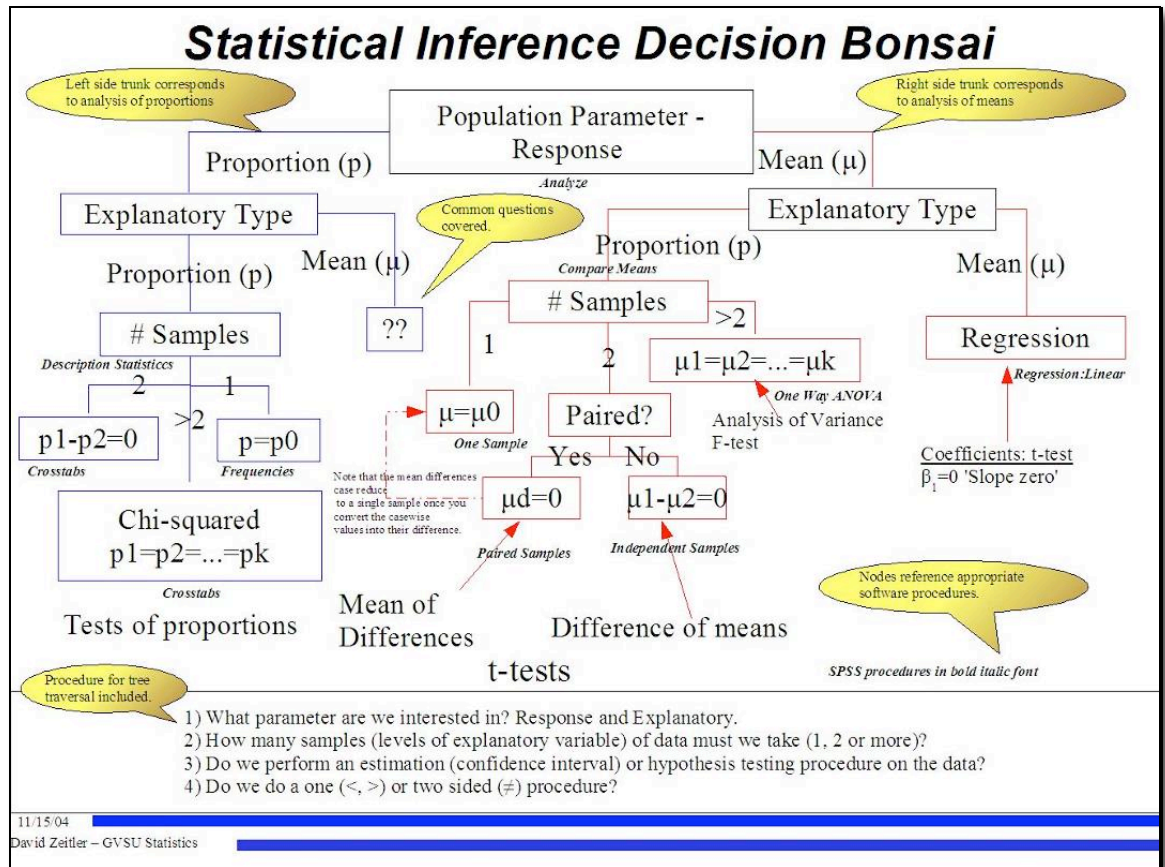 Statistical Inference Decision Bonsai
Left side trunk corresponds
to analysis of proportions
Right side trunk corresponds
to analysis of means
Population Parameter -
Response
Analyze
Proportion (p)
Mean (μ)
Explanatory Type
Common questions
covered.
Explanatory Type
Proportion (p)
Mean (μ)
Proportion (p)
Compare Means
Mean (μ)
# Samples
Description Statisticcs
??
# Samples
1
2
>2
μ1=μ2=...=μk
One Way ANOVA
Regression
Regression:Linear
2
>2
1
p1-p2=0
Crosstabs
p=p0
Frequencies
μ=μ0
One Sample
Paired?
Analysis of Variance
F-test
Coefficients: t-test
β1=0 'Slope zero'
Yes
No
Note that the mean differences
case reduce
to a single sample once you
convert the casewise
values into their difference.
μd=0
Paired Samples
μ1-μ2=0
Independent Samples
Chi-squared
p1=p2=...=pk
Crosstabs
Tests of proportions
Mean of
Differences
Difference of means
t-tests
Nodes reference appropriate
software procedures.
SPSS procedures in bold italic font
Procedure for tree
traversal included.
1) What parameter are we interested in? Response and Explanatory.
2) How many samples (levels of explanatory variable) of data must we take (1, 2 or more)?
3) Do we perform an estimation (confidence interval) or hypothesis testing procedure on the data?
4) Do we do a one (<, >) or two sided (≠) procedure?
11/15/04
David Zeitler – GVSU Statistics